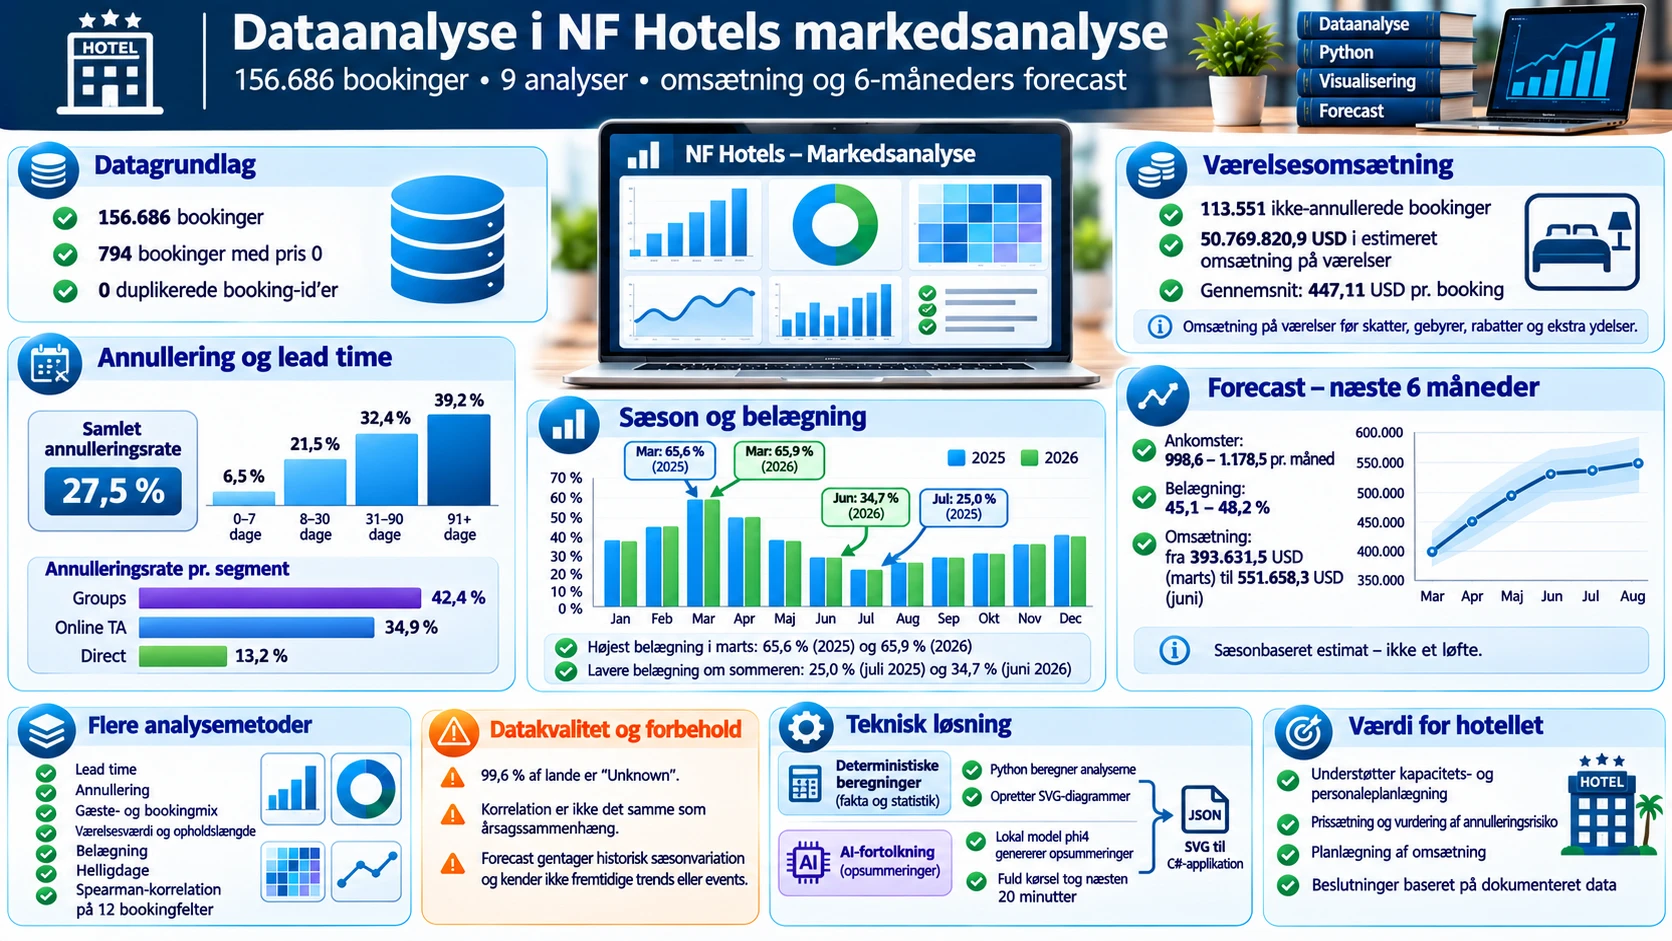 HOTEL
Dataanalyse i NF Hotels markedsanalyse
156.686 bookinger • 9 analyser • omsætning og 6-måneders forecast
Dataanalyse
Python
Visualisering
Forecast
NF Hotels – Markedsanalyse
Datagrundlag
156.686 bookinger
794 bookinger med pris 0
0 duplikerede booking-id’er
Værelsesomsætning
113.551 ikke-annullerede bookinger
50.769.820,9 USD i estimeret
omsætning på værelser
Gennemsnit: 447,11 USD pr. booking
Omsætning på værelser før skatter, gebyrer, rabatter og ekstra ydelser.
Annullering og lead time
Samlet
annulleringsrate
27,5 %
6,5 %
21,5 %
32,4 %
39,2 %
0–7
dage
8–30
dage
31–90
dage
91+
dage
Annulleringsrate pr. segment
Groups 42,4 %
Online TA 34,9 %
Direct 13,2 %
Sæson og belægning
Mar: 65,6 %
(2025)
Mar: 65,9 %
(2026)
2025 2026
Jun: 34,7 %
(2026)
Jul: 25,0 %
(2025)
70 %
60 %
50 %
40 %
30 %
20 %
10 %
0 %
Jan Feb Mar Apr Maj Jun Jul Aug Sep Okt Nov Dec
Højest belægning i marts: 65,6 % (2025) og 65,9 % (2026)
Lavere belægning om sommeren: 25,0 % (juli 2025) og 34,7 % (juni 2026)
Forecast – næste 6 måneder
Ankomster:
998,6 – 1.178,5 pr. måned
Belægning:
45,1 – 48,2 %
Omsætning:
fra 393.631,5 USD
(marts) til 551.658,3 USD
(juni)
600.000
550.000
500.000
450.000
400.000
350.000
Mar Apr Maj Jun Jul Aug
Sæsonbaseret estimat – ikke et løfte.
Flere analysemetoder
Lead time
Annullering
Gæste- og bookingmix
Værelsesværdi og opholdslængde
Belægning
Helligdage
Spearman-korrelation
på 12 bookingfelter
Datakvalitet og forbehold
99,6 % af lande er “Unknown”.
Korrelation er ikke det samme som
årsagssammenhæng.
Forecast gentager historisk sæsonvariation
og kender ikke fremtidige trends eller events.
Teknisk løsning
Deterministiske
beregninger
(fakta og statistik)
Python beregner analyserne
Opretter SVG-diagrammer
AI
AI-fortolkning
(opsummeringer)
Lokal model phi4
genererer opsummeringer
Fuld kørsel tog næsten
20 minutter
JSON
SVG til
C#-applikation
Værdi for hotellet
Understøtter kapacitets- og
personaleplanlægning
Prissætning og vurdering af annulleringsrisiko
Planlægning af omsætning
Beslutninger baseret på dokumenteret data
HOTEL